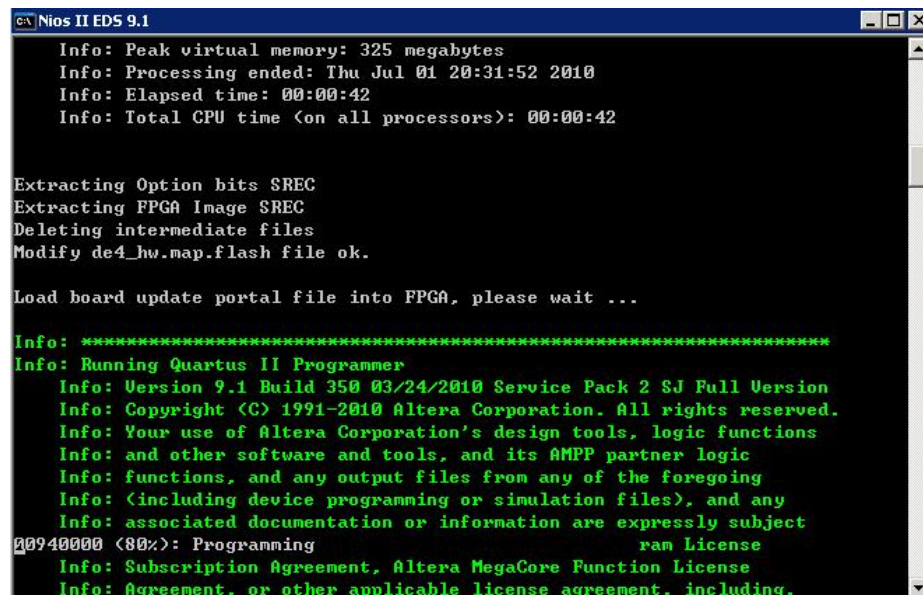 Nios II EDS 9.1
Info: Peak virtual memory: 325 megabytes
Info: Processing ended: Thu Jul 01 20:31:52 2010
Info: Elapsed time: 00:00:42
Info: Total CPU time (on all processors): 00:00:42
Extracting Option bits SREC
Extracting FPGA Image SREC
Deleting intermediate files
Modify de4_hw.map.flash file ok.
Load board update portal file into FPGA, please wait ...
Info: *******************************************************************
Info: Running Quartus II Programmer
Info: Version 9.1 Build 350 03/24/2010 Service Pack 2 SJ Full Version
Info: Copyright (C) 1991-2010 Altera Corporation. All rights reserved.
Info: Your use of Altera Corporation's design tools, logic functions
Info: and other software and tools, and its AMPP partner logic
Info: functions, and any output files from any of the foregoing
Info: (including device programming or simulation files), and any
Info: associated documentation or information are expressly subject
00940000 (80%): Programming ram License
Info: Subscription Agreement, Altera MegaCore Function License
Info: Agreement, or other applicable license agreement, including,